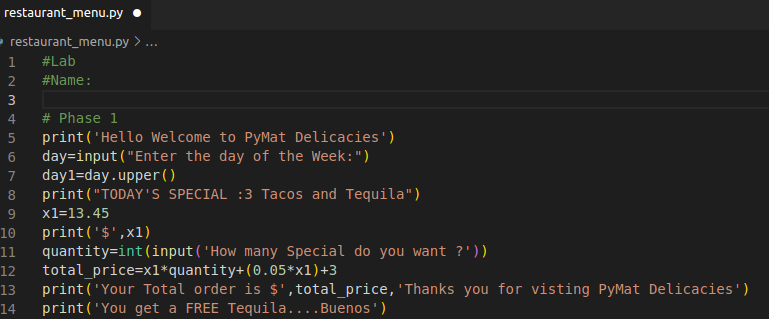 restaurant_menu.py ●
restaurant_menu.py > ...
1 #Lab
2 #Name:
3
4 # Phase 1
5 print('Hello Welcome to PyMat Delicacies')
6 day=input("Enter the day of the Week:")
7 day1=day.upper()
8 print("TODAY'S SPECIAL :3 Tacos and Tequila")
9 x1=13.45
10 print('$',x1)
11 quantity=int(input('How many Special do you want ?'))
12 total_price=x1*quantity+(0.05*x1)+3
13 print('Your Total order is $',total_price,'Thanks you for visting PyMat Delicacies')
14 print('You get a FREE Tequila....Buenos')